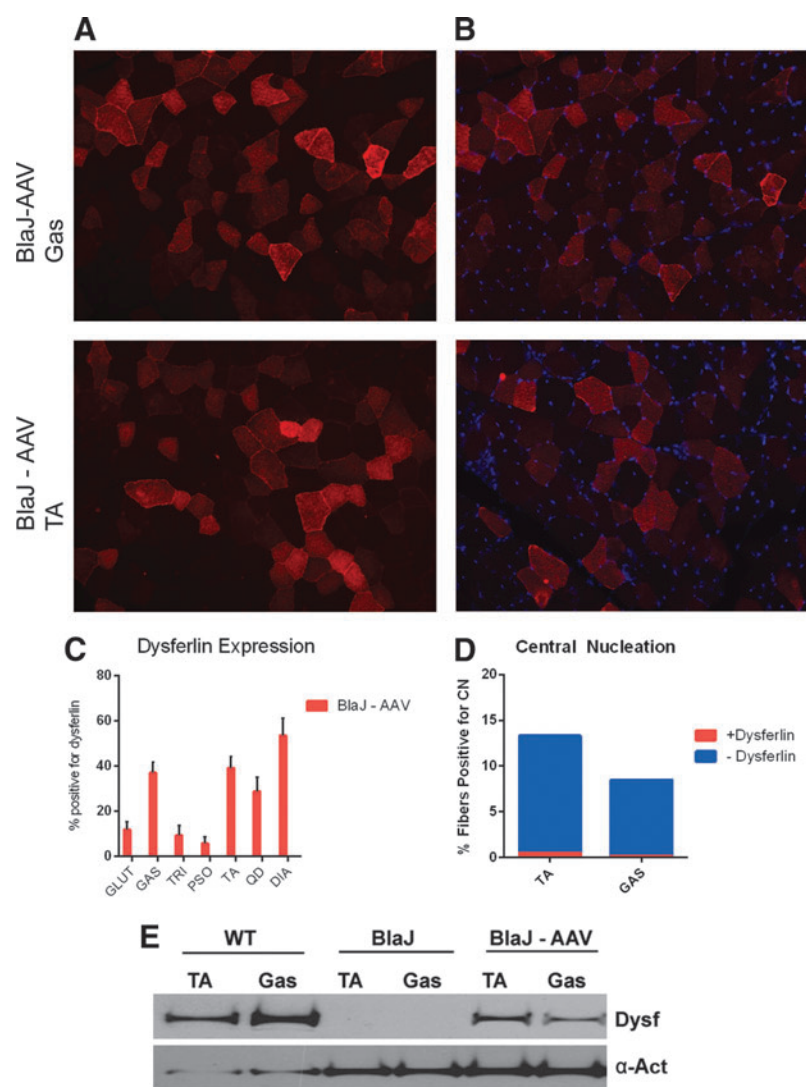 A
B
BlaJ-AAV
Gas
BlaJ - AAV
TA
C
Dysferlin Expression
% positive for dysferlin
80
60
40
20
0
GLUT
GAS
TRI
PSO
TA
QD
DIA
BlaJ - AAV
D
Central Nucleation
% Fibers Positive for CN
20
15
10
5
0
TA
GAS
+Dysferlin
- Dysferlin
E
WT
BlaJ
BlaJ - AAV
TA Gas TA Gas TA Gas
Dysf
α-Act